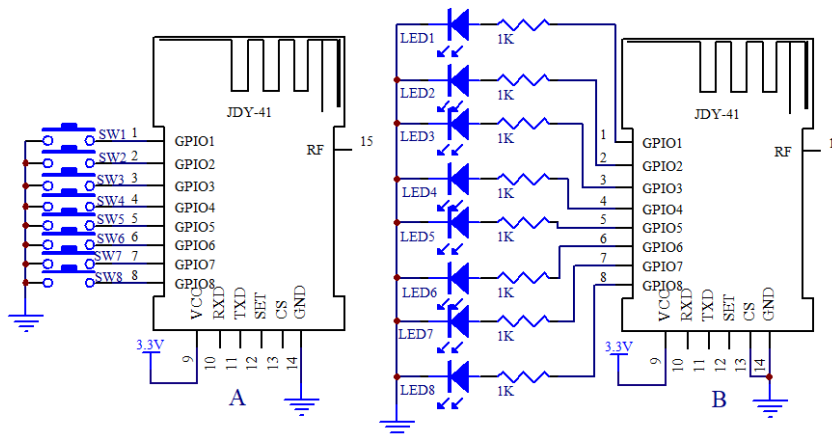 JDY-41
SW1 1 GPIO1
SW2 2 GPIO2
SW3 3 GPIO3
SW4 4 GPIO4
SW5 5 GPIO5
SW6 6 GPIO6
SW7 7 GPIO7
SW8 8 GPIO8
RF 15
VCC RXD TXD SET CS GND
3.3V
9 10 11 12 13 14
A
LED1 1K
LED2 1K
LED3 1K
LED4 1K
LED5 1K
LED6 1K
LED7 1K
LED8 1K
JDY-41
1 GPIO1
2 GPIO2
3 GPIO3
4 GPIO4
5 GPIO5
6 GPIO6
7 GPIO7
8 GPIO8
RF
VCC RXD TXD SET CS GND
3.3V
9 10 11 12 13 14
B